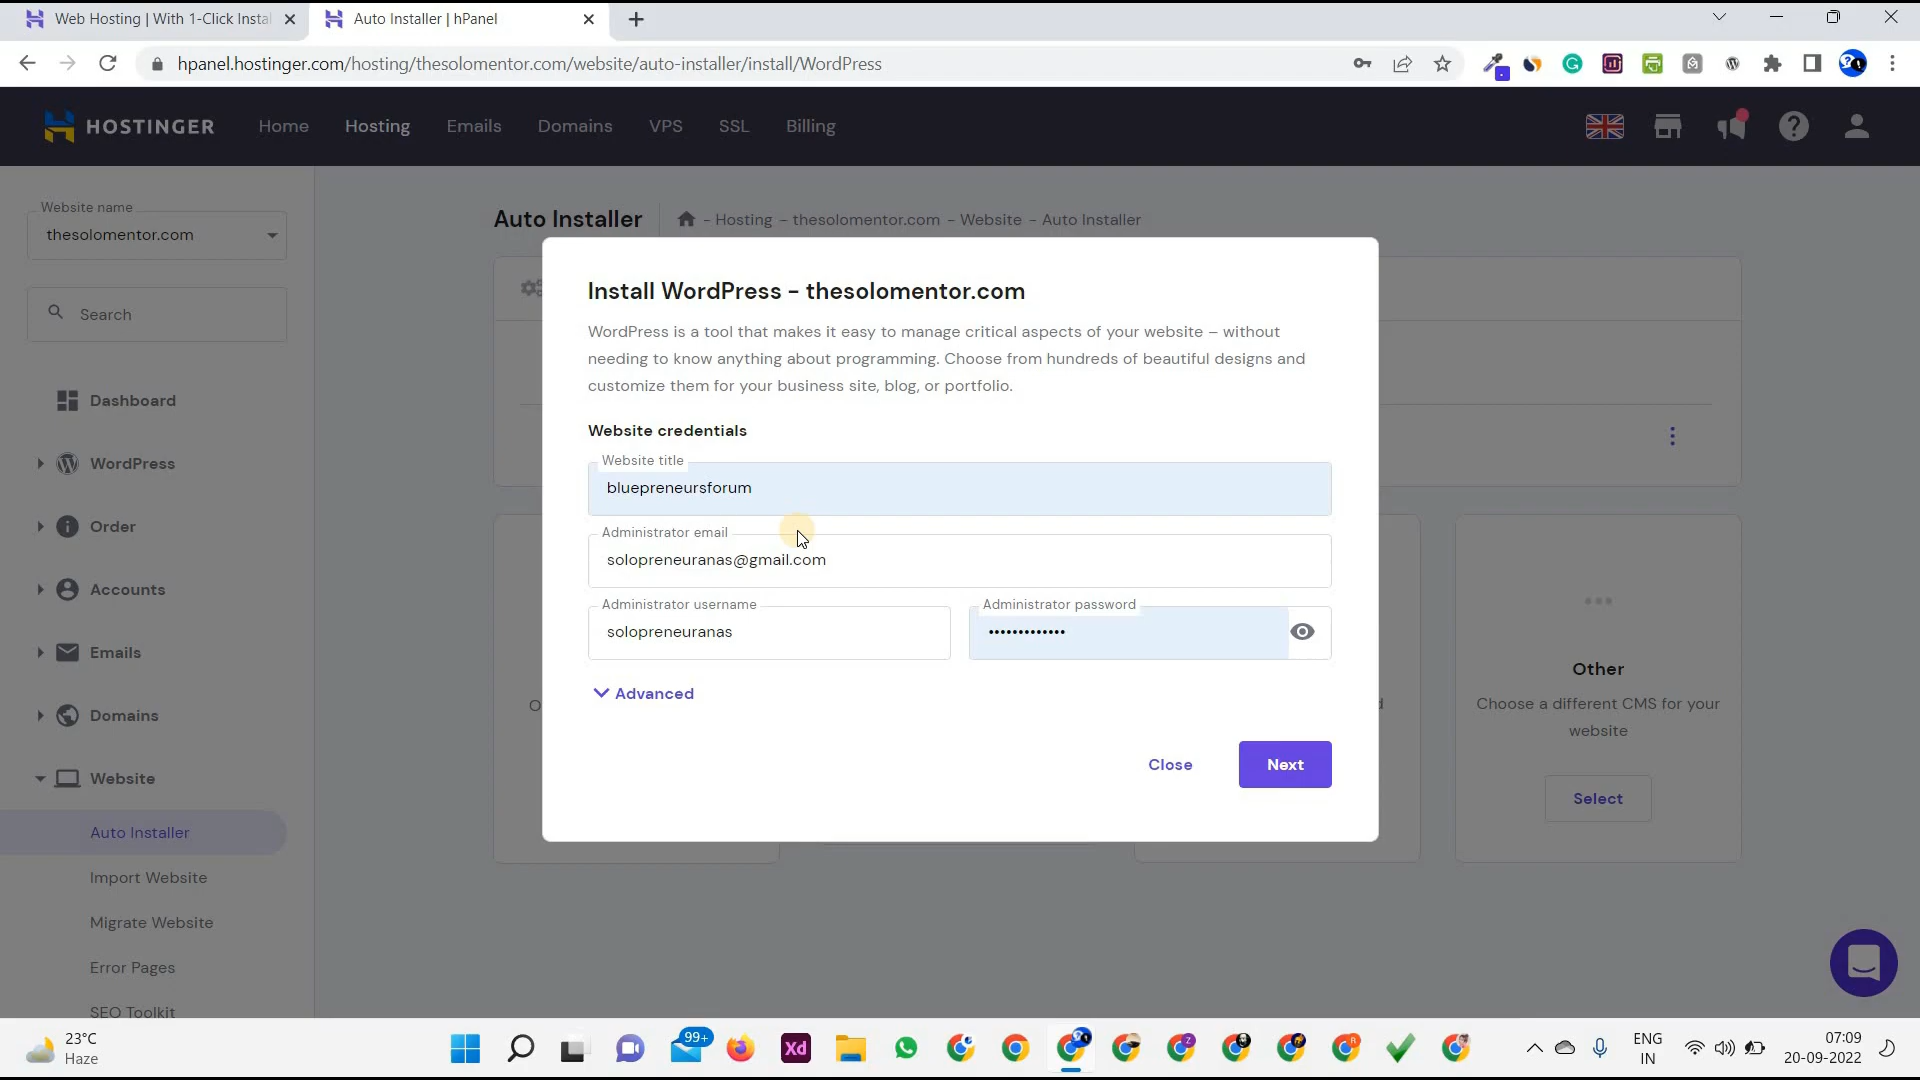 Web Hosting | With 1-Click Insta
Auto Installer | hPanel
hpanel.hostinger.com/hosting/thesolomentor.com/website/auto-installer/install/WordPress
HOSTINGER
Home
Hosting
Emails
Domains
VPS
SSL
Billing
Website name
thesolomentor.com
Search
Dashboard
WordPress
Order
Accounts
Emails
Domains
Website
Auto Installer
Import Website
Migrate Website
Error Pages
SEO Toolkit
Auto Installer
- Hosting - thesolomentor.com - Website - Auto Installer
Install WordPress - thesolomentor.com
WordPress is a tool that makes it easy to manage critical aspects of your website – without
needing to know anything about programming. Choose from hundreds of beautiful designs and
customize them for your business site, blog, or portfolio.
Website credentials
Website title
bluepreneursforum
Administrator email
solopreneuranas@gmail.com
Administrator username
solopreneuranas
Administrator password
•••••••••••••
Advanced
Close
Next
Other
Choose a different CMS for your
website
Select
23°C
Haze
99+
Xd
ENG
IN
07:09
20-09-2022